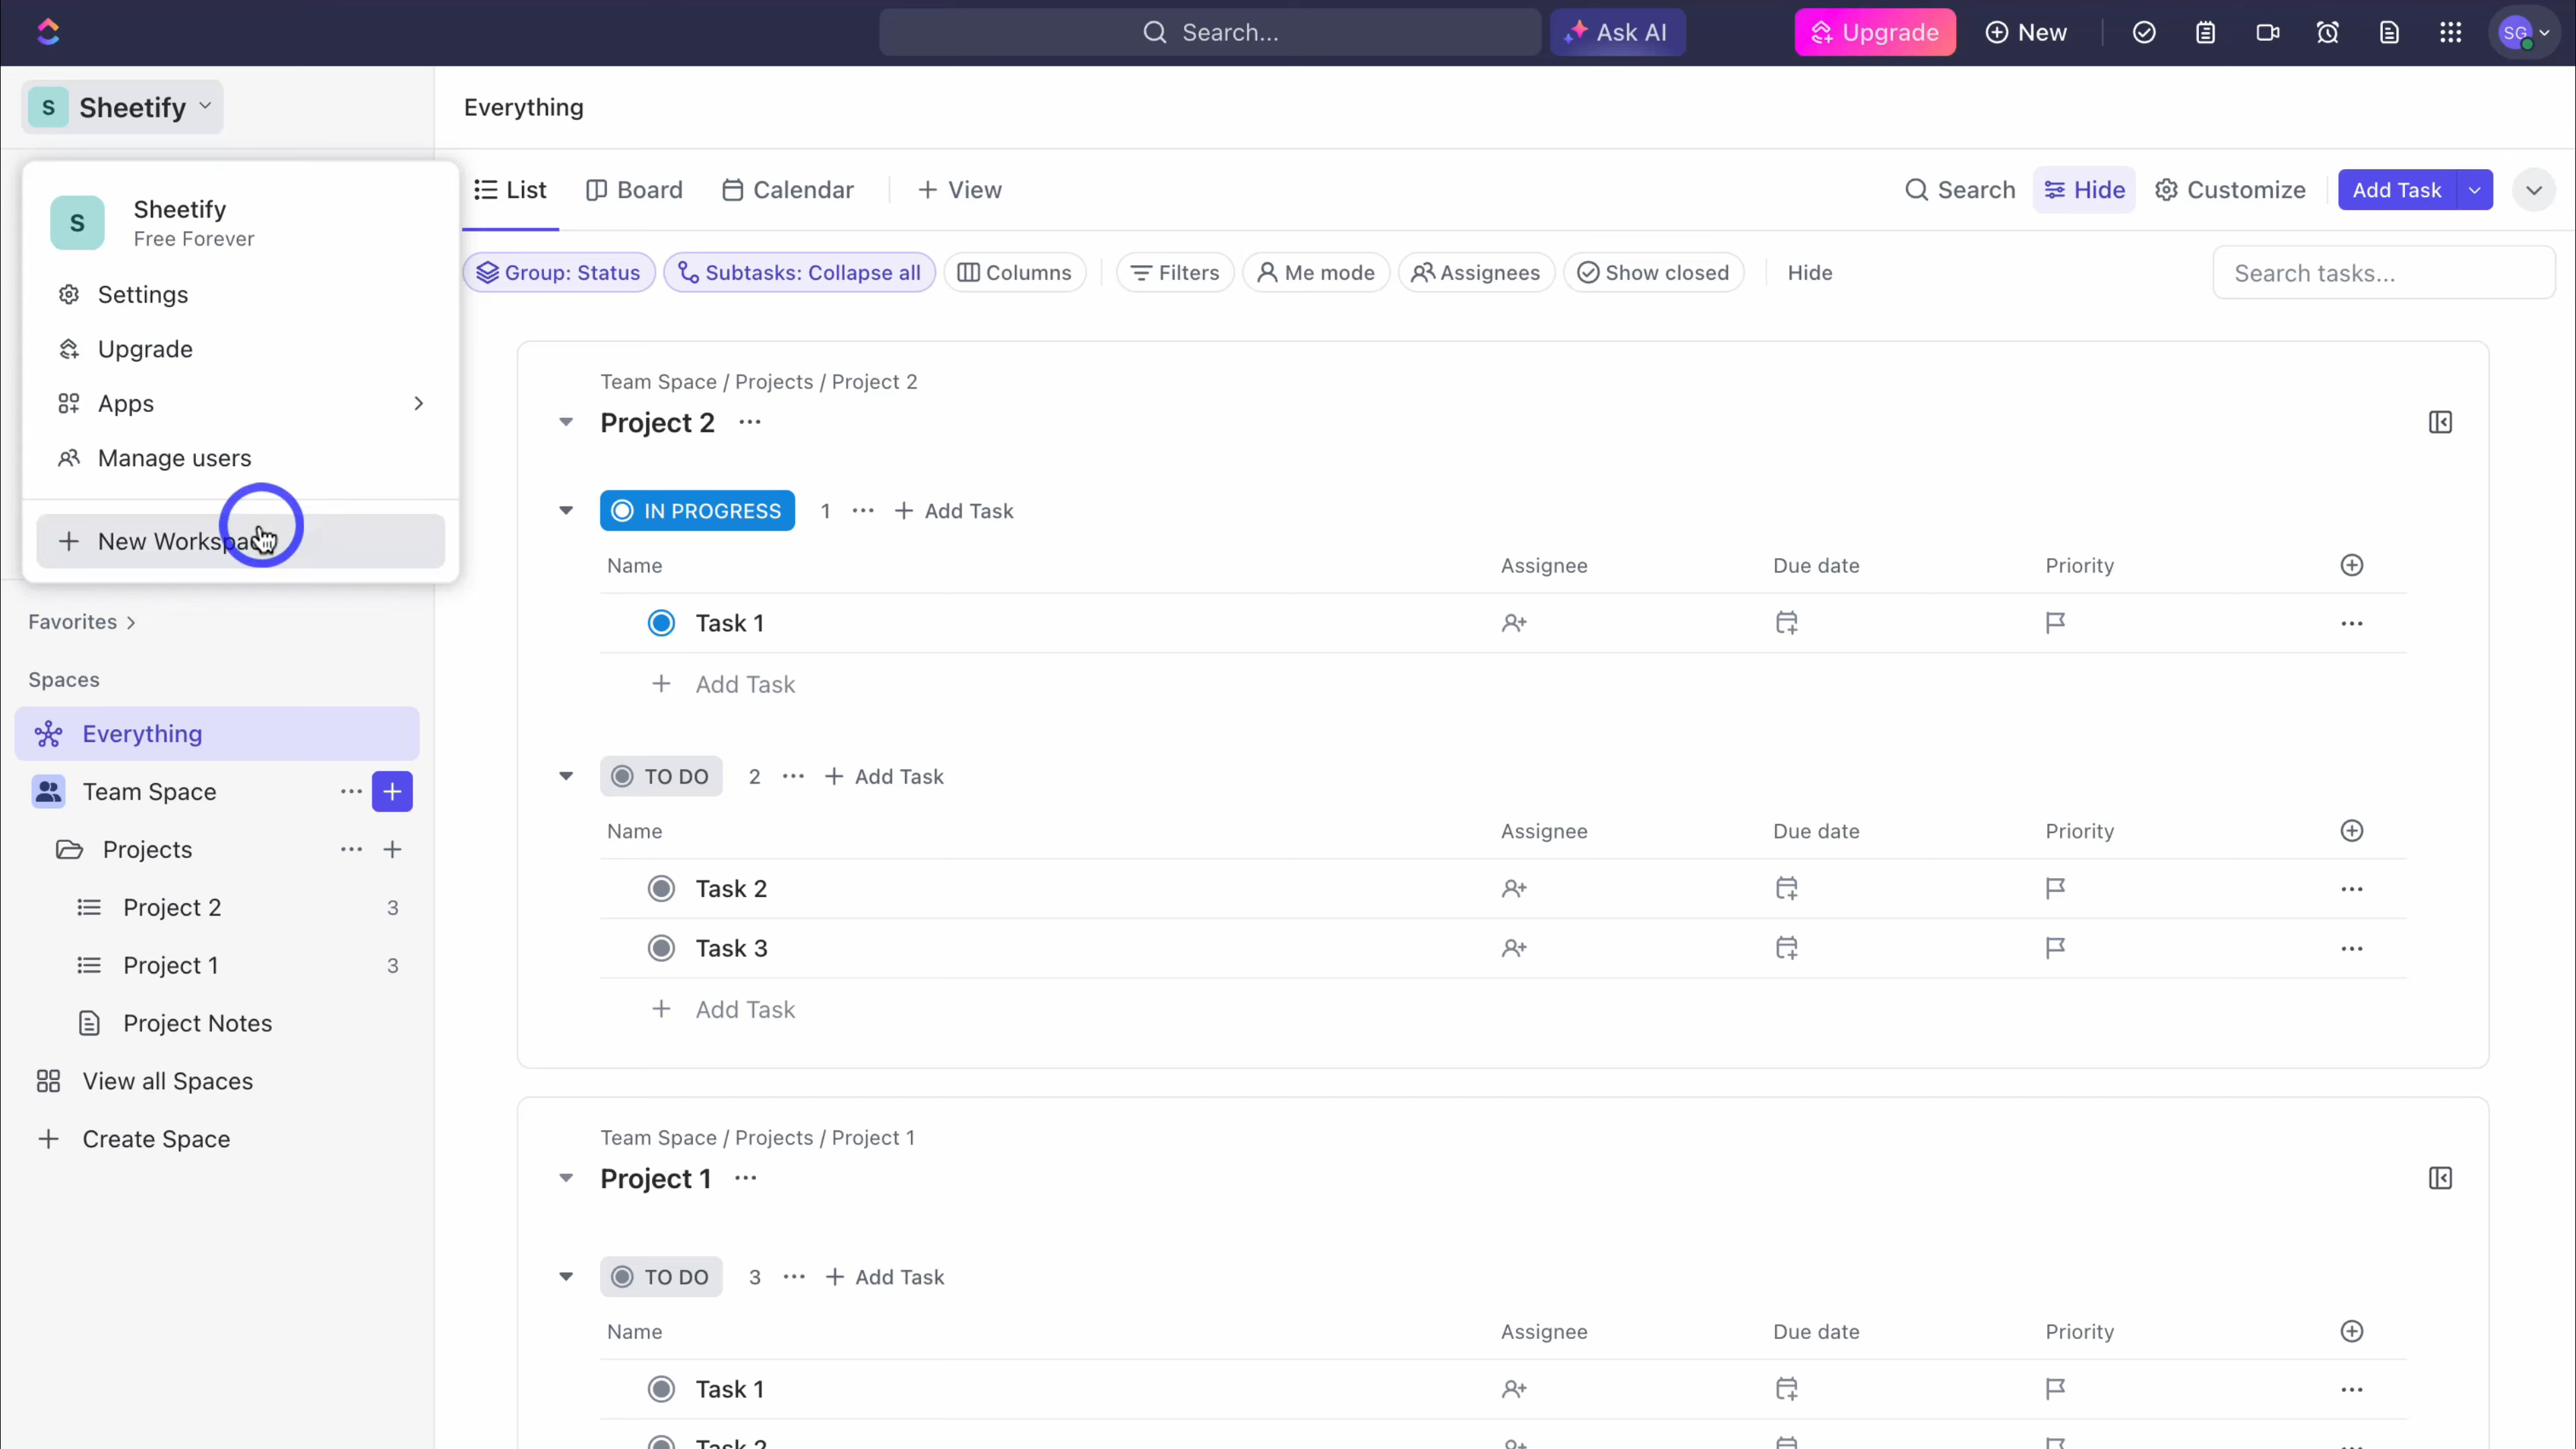 Search...
Ask AI
Upgrade
New
SG
S Sheetify
Everything
S
Sheetify
Free Forever
Settings
Upgrade
Apps
Manage users
New Workspace
Favorites
Spaces
Everything
Team Space
Projects
Project 2 3
Project 1 3
Project Notes
View all Spaces
Create Space
List Board Calendar View
Search Hide Customize Add Task
Group: Status Subtasks: Collapse all Columns Filters Me mode Assignees Show closed Hide
Search tasks...
Team Space / Projects / Project 2
Project 2
IN PROGRESS 1 Add Task
Name Assignee Due date Priority
Task 1
Add Task
TO DO 2 Add Task
Name Assignee Due date Priority
Task 2
Task 3
Add Task
Team Space / Projects / Project 1
Project 1
TO DO 3 Add Task
Name Assignee Due date Priority
Task 1
Task 2